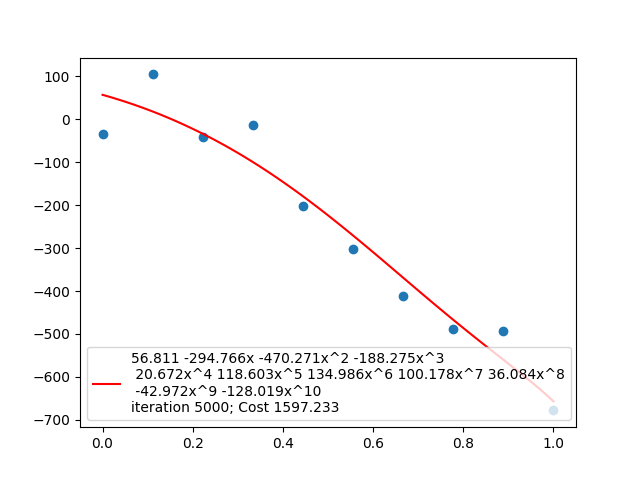 100
0
−100
−200
−300
−400
−500
−600
−700
56.811 -294.766x -470.271x^2 -188.275x^3
20.672x^4 118.603x^5 134.986x^6 100.178x^7 36.084x^8
-42.972x^9 -128.019x^10
iteration 5000; Cost 1597.233
0.0 0.2 0.4 0.6 0.8 1.0